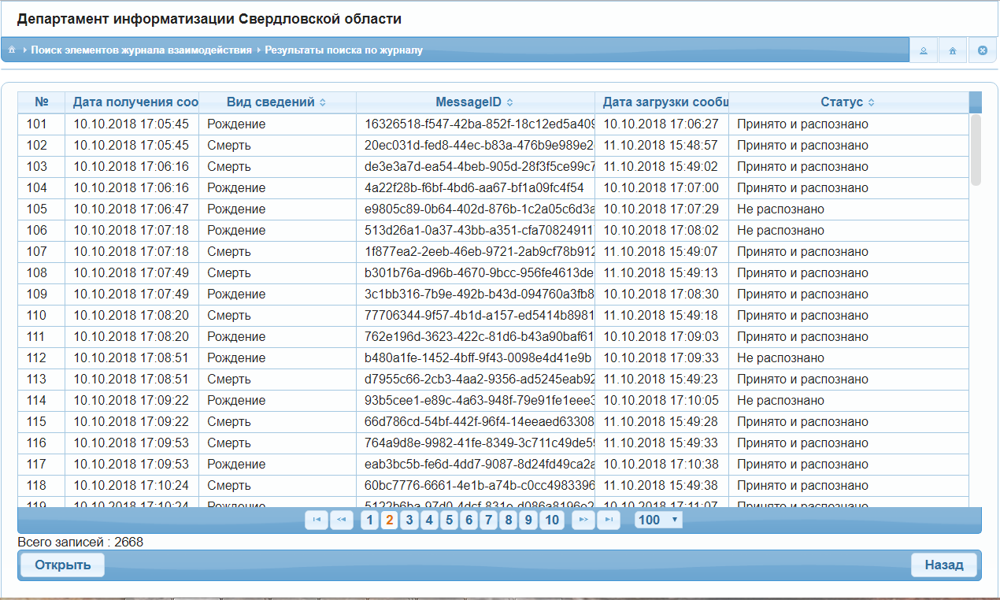 Департамент информатизации Свердловской области
Поиск элементов журнала взаимодействия Результаты поиска по журналу
№ Дата получения соо Вид сведений MessageID Дата загрузки сообщ Статус
101 10.10.2018 17:05:45 Рождение 16326518-f547-42ba-852f-18c12ed5a409 10.10.2018 17:06:27 Принято и распознано
102 10.10.2018 17:05:45 Смерть 20ec031d-fed8-44ec-b83a-476b9e989e2 11.10.2018 15:48:57 Принято и распознано
103 10.10.2018 17:06:16 Смерть de3e3a7d-ea54-4beb-905d-28f3f5ce99c7 11.10.2018 15:49:02 Принято и распознано
104 10.10.2018 17:06:16 Рождение 4a22f28b-f6bf-4bd6-aa67-bf1a09fc4f54 10.10.2018 17:07:00 Принято и распознано
105 10.10.2018 17:06:47 Рождение e9805c89-0b64-402d-876b-1c2a05c6d3a 10.10.2018 17:07:29 Не распознано
106 10.10.2018 17:07:18 Рождение 513d26a1-0a37-43bb-a351-cfa70824911 10.10.2018 17:08:02 Не распознано
107 10.10.2018 17:07:18 Смерть 1f877ea2-2eeb-46eb-9721-2ab9cf78b912 11.10.2018 15:49:07 Принято и распознано
108 10.10.2018 17:07:49 Смерть b301b76a-d96b-4670-9bcc-956fe4613de 11.10.2018 15:49:13 Принято и распознано
109 10.10.2018 17:07:49 Рождение 3c1bb316-7b9e-492b-b43d-094760a3fb8 10.10.2018 17:08:30 Принято и распознано
110 10.10.2018 17:08:20 Смерть 77706344-9f57-4b1d-a157-ed5414b8981 11.10.2018 15:49:18 Принято и распознано
111 10.10.2018 17:08:20 Рождение 762e196d-3623-422c-81d6-b43a90baf61 10.10.2018 17:09:03 Принято и распознано
112 10.10.2018 17:08:51 Рождение b480a1fe-1452-4bff-9f43-0098e4d41e9b 10.10.2018 17:09:33 Не распознано
113 10.10.2018 17:08:51 Смерть d7955c66-2cb3-4aa2-9356-ad5245eab92 11.10.2018 15:49:23 Принято и распознано
114 10.10.2018 17:09:22 Рождение 93b5cee1-e89c-4a63-948f-79e91fe1eee3 10.10.2018 17:10:05 Не распознано
115 10.10.2018 17:09:22 Смерть 66d786cd-54bf-442f-96f4-14eeaed63308 11.10.2018 15:49:28 Принято и распознано
116 10.10.2018 17:09:53 Смерть 764a9d8e-9982-41fe-8349-3c711c49de59 11.10.2018 15:49:33 Принято и распознано
117 10.10.2018 17:09:53 Рождение eab3bc5b-fe6d-4dd7-9087-8d24fd49ca2a 10.10.2018 17:10:38 Принято и распознано
118 10.10.2018 17:10:24 Смерть 60bc7776-6661-4e1b-a74b-c0cc4983396 11.10.2018 15:49:38 Принято и распознано
119 10.10.2018 17:10:24 Рождение 10.10.2018 17:11:07 Принято и распознано
1 2 3 4 5 6 7 8 9 10 100
Всего записей : 2668
Открыть Назад